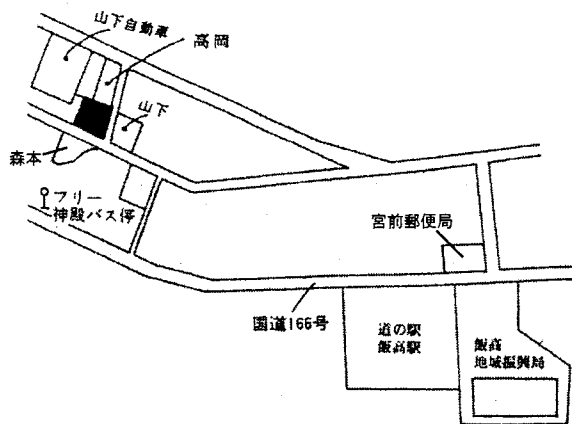 山下自動車
高岡
山下
森本
フリー
神殿バス停
宮前郵便局
国道166号
道の駅
飯高駅
飯高
地域振興局